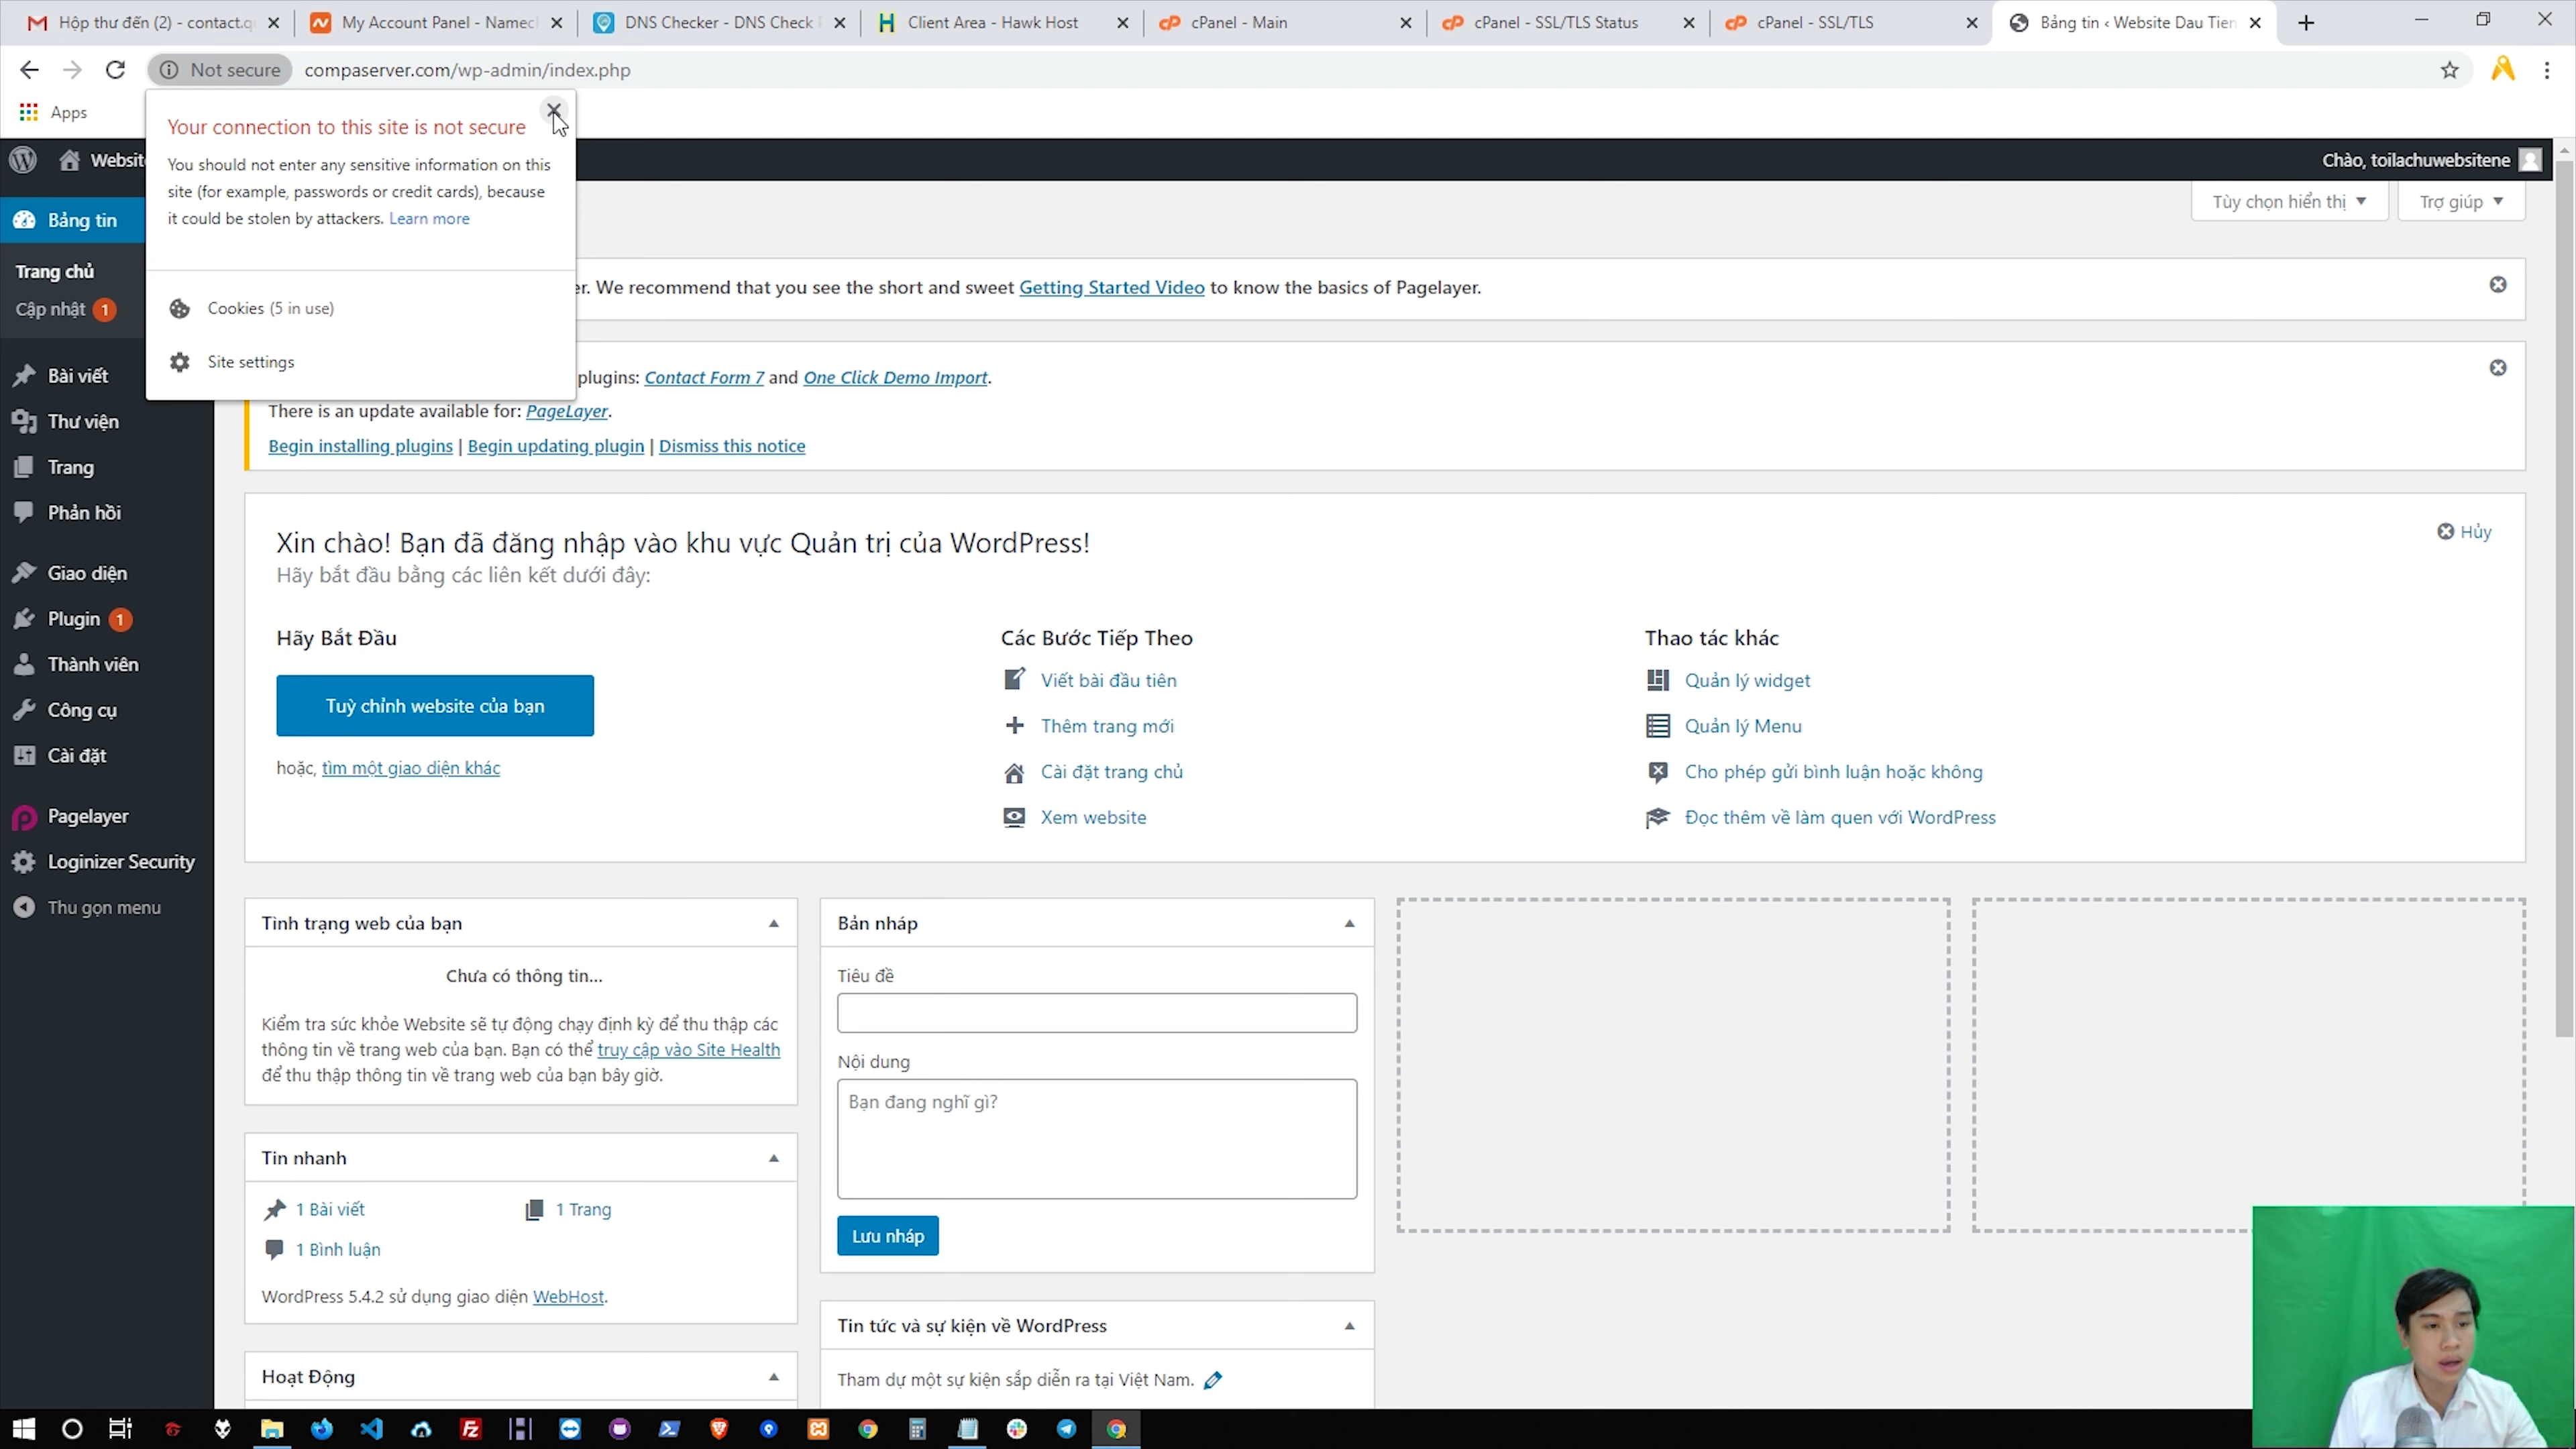 Hộp thư đến (2) - contact.q
My Account Panel - Namec
DNS Checker - DNS Check
Client Area - Hawk Host
cPanel - Main
cPanel - SSL/TLS Status
cPanel - SSL/TLS
Bảng tin ‹ Website Dau Tien
Not secure
compaserver.com/wp-admin/index.php
Apps
Your connection to this site is not secure
You should not enter any sensitive information on this
site (for example, passwords or credit cards), because
it could be stolen by attackers. Learn more
Cookies (5 in use)
Site settings
Chào, toilachuwebsitene
Tùy chọn hiển thị
Trợ giúp
Bảng tin
Trang chủ
Cập nhật 1
Bài viết
Thư viện
Trang
Phản hồi
Giao diện
Plugin 1
Thành viên
Công cụ
Cài đặt
Pagelayer
Loginizer Security
Thu gọn menu
We recommend that you see the short and sweet Getting Started Video to know the basics of Pagelayer.
plugins: Contact Form 7 and One Click Demo Import.
There is an update available for: PageLayer.
Begin installing plugins | Begin updating plugin | Dismiss this notice
Xin chào! Bạn đã đăng nhập vào khu vực Quản trị của WordPress!
Hủy
Hãy bắt đầu bằng các liên kết dưới đây:
Hãy Bắt Đầu
Tuỳ chỉnh website của bạn
hoặc, tìm một giao diện khác
Các Bước Tiếp Theo
Viết bài đầu tiên
Thêm trang mới
Cài đặt trang chủ
Xem website
Thao tác khác
Quản lý widget
Quản lý Menu
Cho phép gửi bình luận hoặc không
Đọc thêm về làm quen với WordPress
Tình trạng web của bạn
Chưa có thông tin...
Kiểm tra sức khỏe Website sẽ tự động chạy định kỳ để thu thập các
thông tin về trang web của bạn. Bạn có thể truy cập vào Site Health
để thu thập thông tin về trang web của bạn bây giờ.
Tin nhanh
1 Bài viết
1 Trang
1 Bình luận
WordPress 5.4.2 sử dụng giao diện WebHost.
Hoạt Động
Bản nháp
Tiêu đề
Nội dung
Bạn đang nghĩ gì?
Lưu nháp
Tin tức và sự kiện về WordPress
Tham dự một sự kiện sắp diễn ra tại Việt Nam.